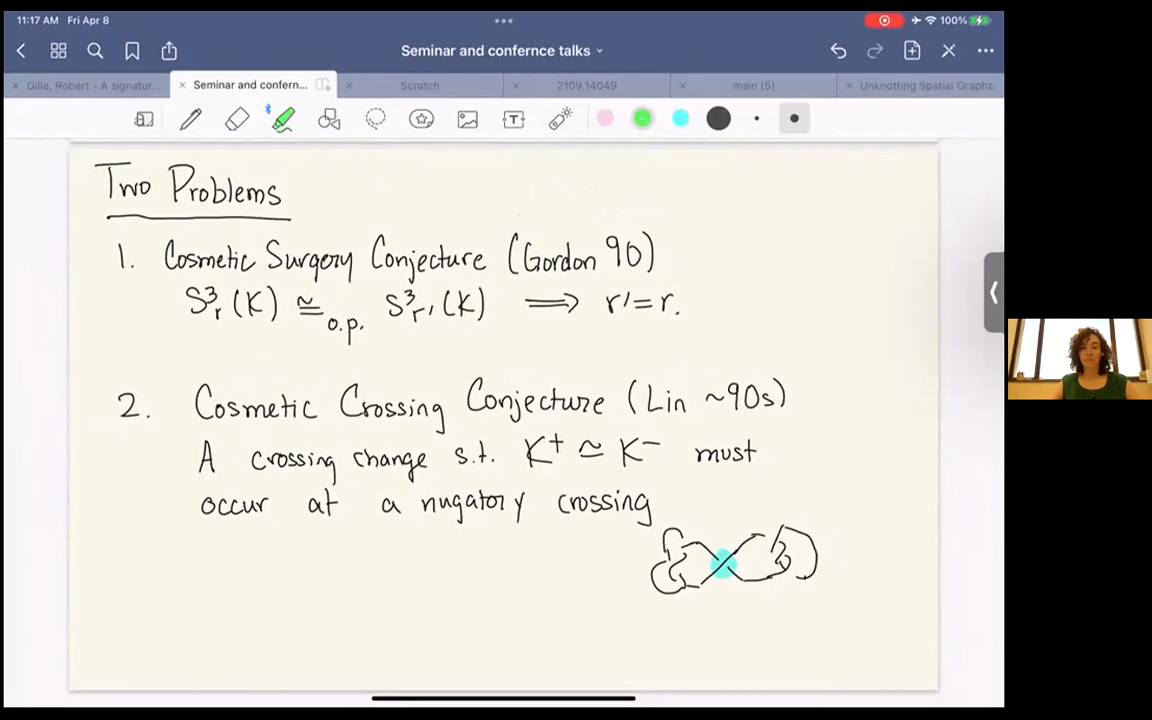 11:17 AM Fri Apr 8
100%
Seminar and confernce talks
Gille, Robert - A signatur...
Seminar and confern...
Scratch
2109.14049
main (5)
Unknotting Spatial Graphs
Two Problems
1. Cosmetic Surgery Conjecture (Gordon 90)
S³ᵣ(K) ≅ₒ.ₚ. S³ᵣ′(K) ⟹ r′=r.
2. Cosmetic Crossing Conjecture (Lin ~90s)
A crossing change s.t. K⁺ ≃ K⁻ must
occur at a nugatory crossing